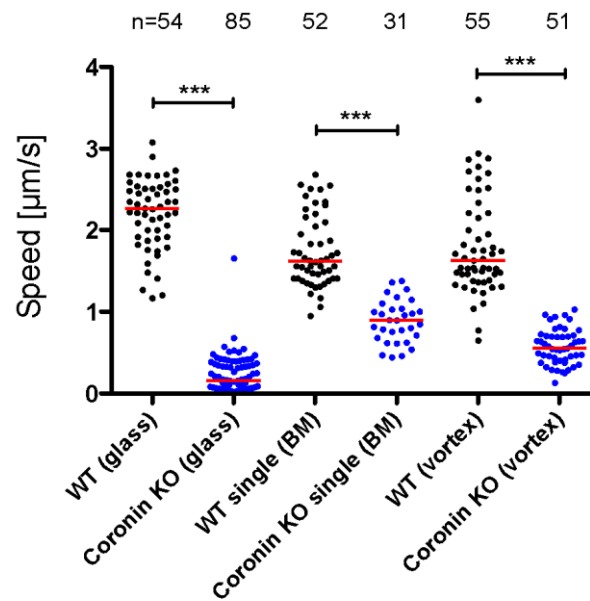 n=54 85 52 31 55 51
*** *** ***
Speed [µm/s]
4
3
2
1
0
WT (glass)
Coronin KO (glass)
WT single (BM)
Coronin KO single (BM)
WT (vortex)
Coronin KO (vortex)